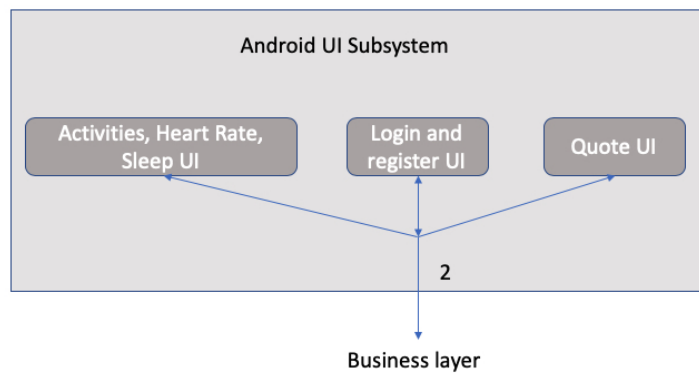 Android UI Subsystem
Activities, Heart Rate,
Sleep UI
Login and
register UI
Quote UI
2
Business layer